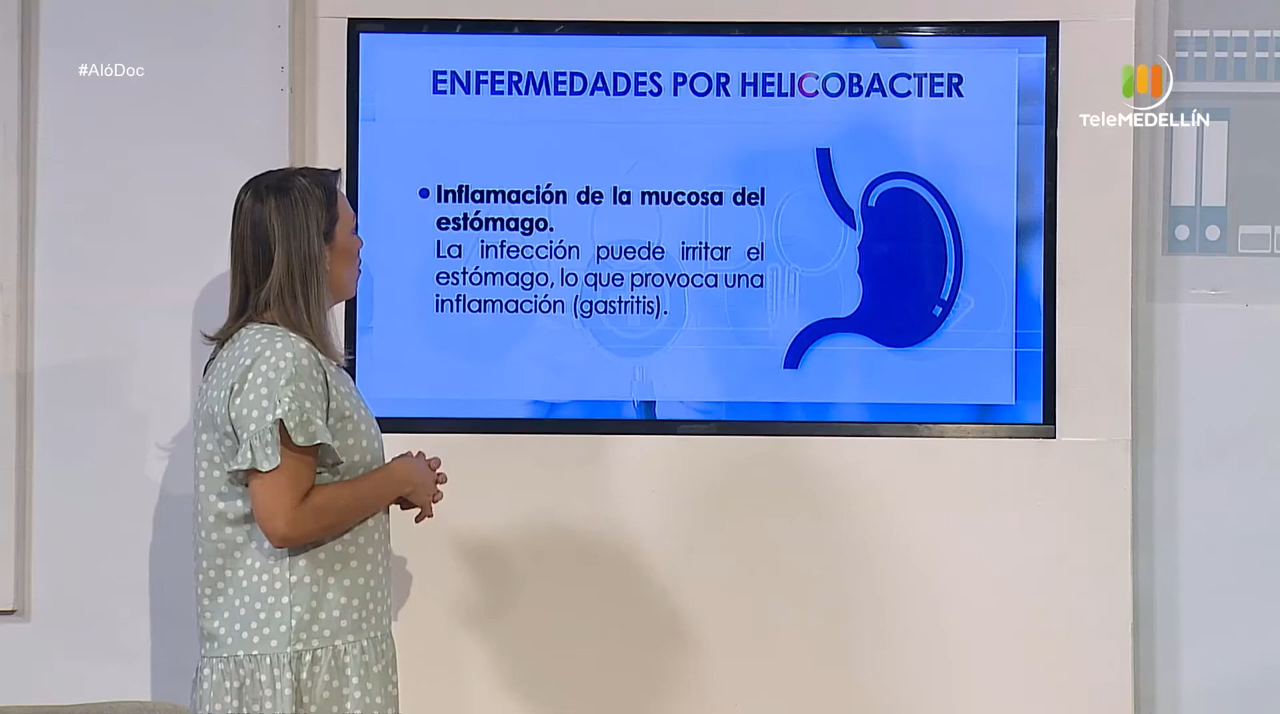 #AlóDoc
TeleMEDELLÍN
ENFERMEDADES POR HELICOBACTER
• Inflamación de la mucosa del
estómago.
La infección puede irritar el
estómago, lo que provoca una
inflamación (gastritis).